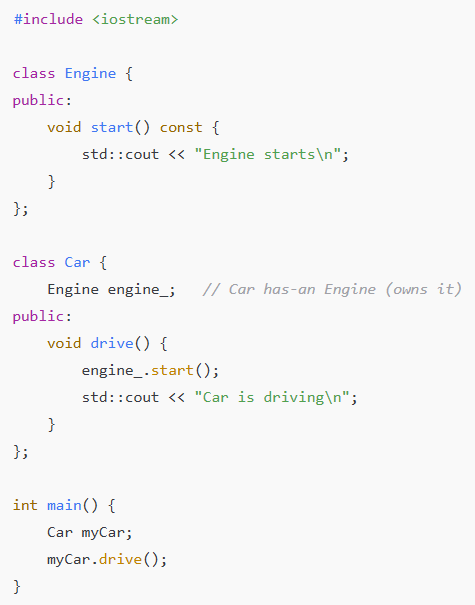 #include <iostream>

class Engine {
public:
    void start() const {
        std::cout << "Engine starts\n";
    }
};

class Car {
    Engine engine_;   // Car has-an Engine (owns it)
public:
    void drive() {
        engine_.start();
        std::cout << "Car is driving\n";
    }
};

int main() {
    Car myCar;
    myCar.drive();
}